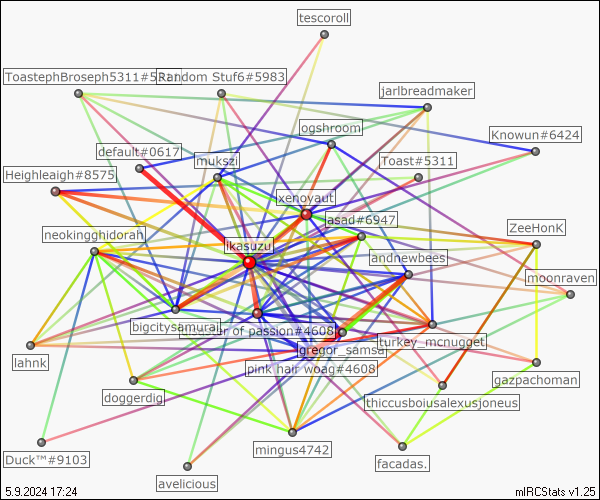 tescoroll
ToastephBroseph5311#5311
Random Stuf6#5983
jarlbreadmaker
ogshroom
Knowun#6424
default#0617
mukszi
Toast#5311
Heighleaigh#8575
xenoyaut
jasad#6947
ZeeHonK
neokingghidorah
ikasuzu
andnewbees
moonraven
bigcitysamurai
of passion#4608
turkey_mcnugget
gregor_samsa
lahnk
pink hair woag#4608
gazpachoman
doggerdig
thiccusboiusalexusjoneus
mingus4742
facadas.
Duck™#9103
avelicious
5.9.2024 17:24
mIRCStats v1.25